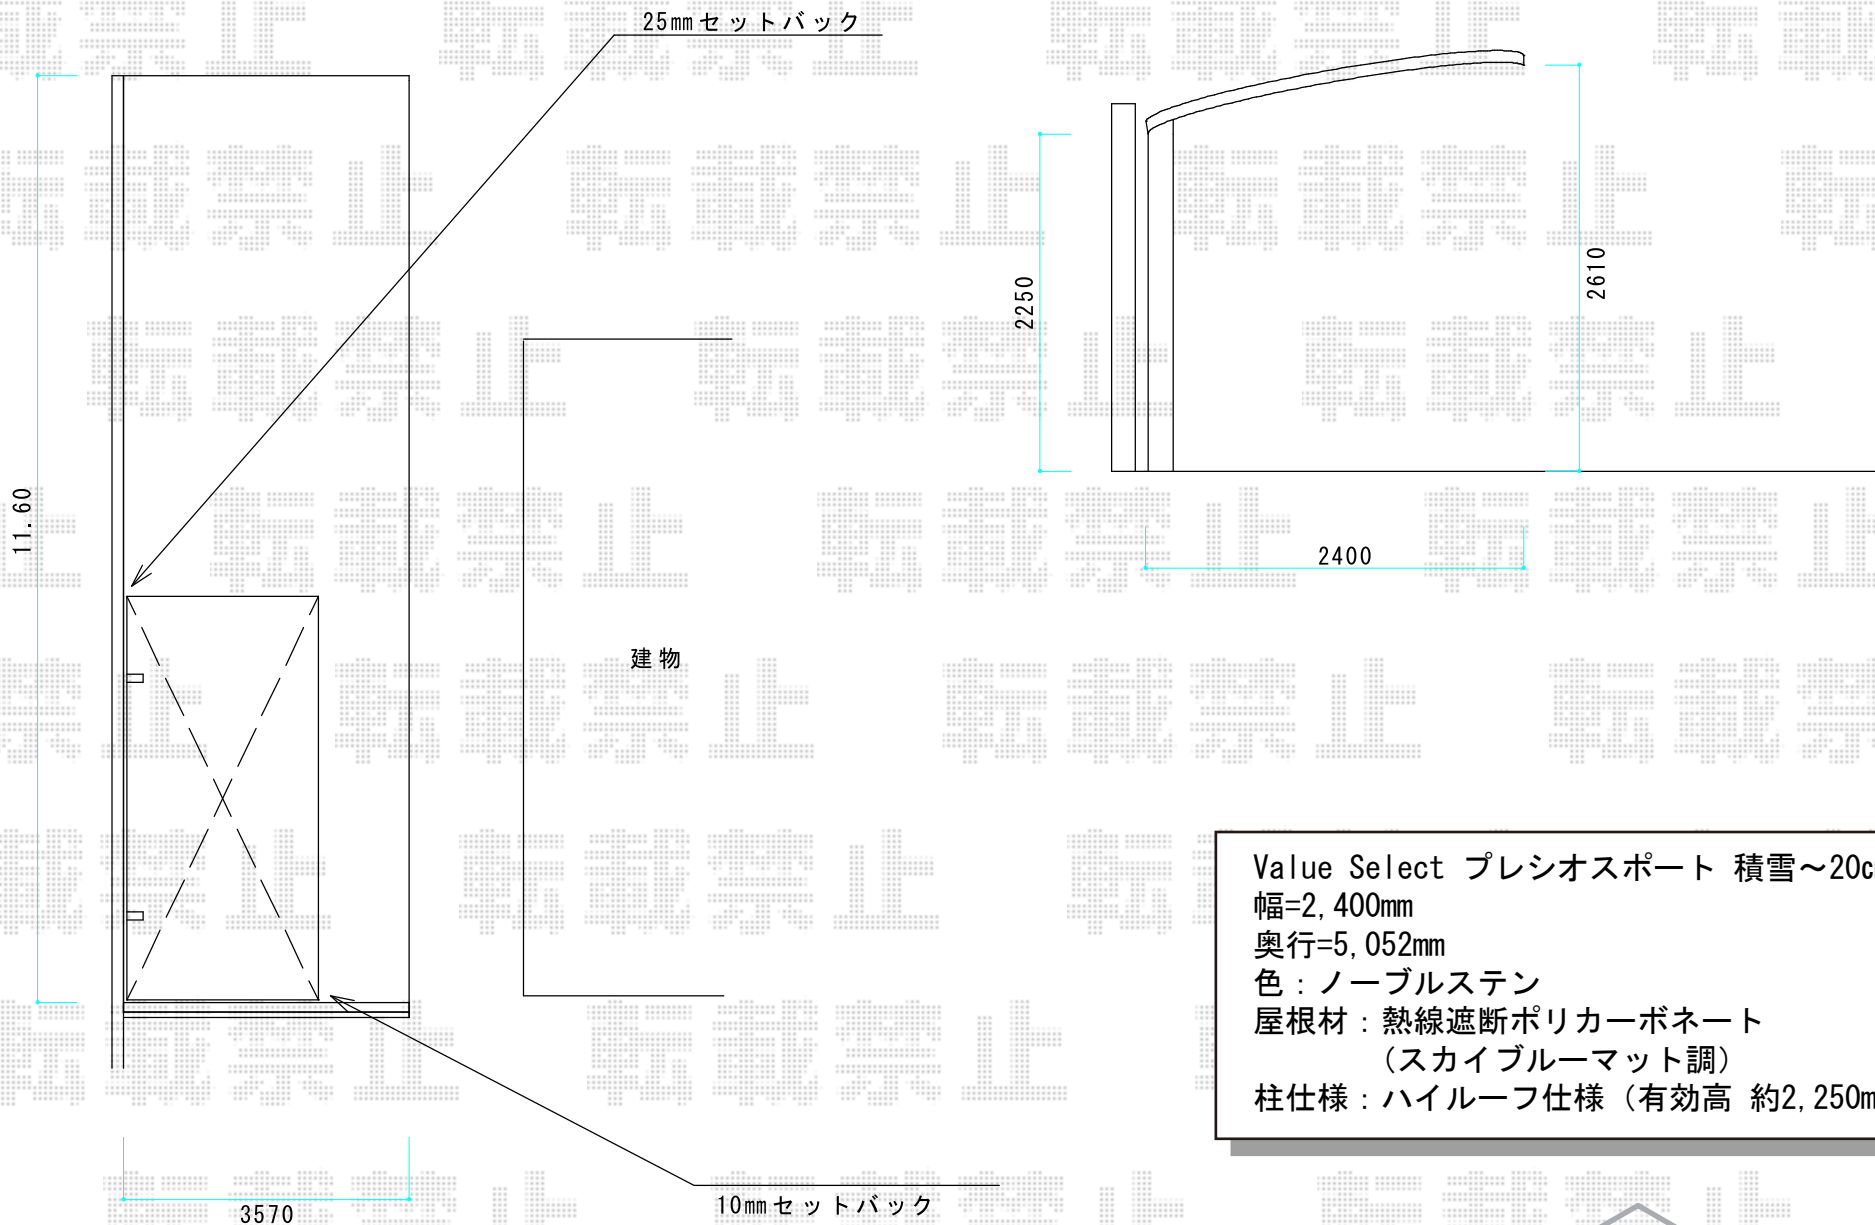 25mmセットバック
2250
2610
11.60
2400
建物
Value Select プレシオスポート 積雪～20c
幅=2,400mm
奥行=5,052mm
色：ノーブルステン
屋根材：熱線遮断ポリカーボネート
（スカイブルーマット調）
柱仕様：ハイルーフ仕様（有効高 約2,250m
10mmセットバック
3570
転載禁止